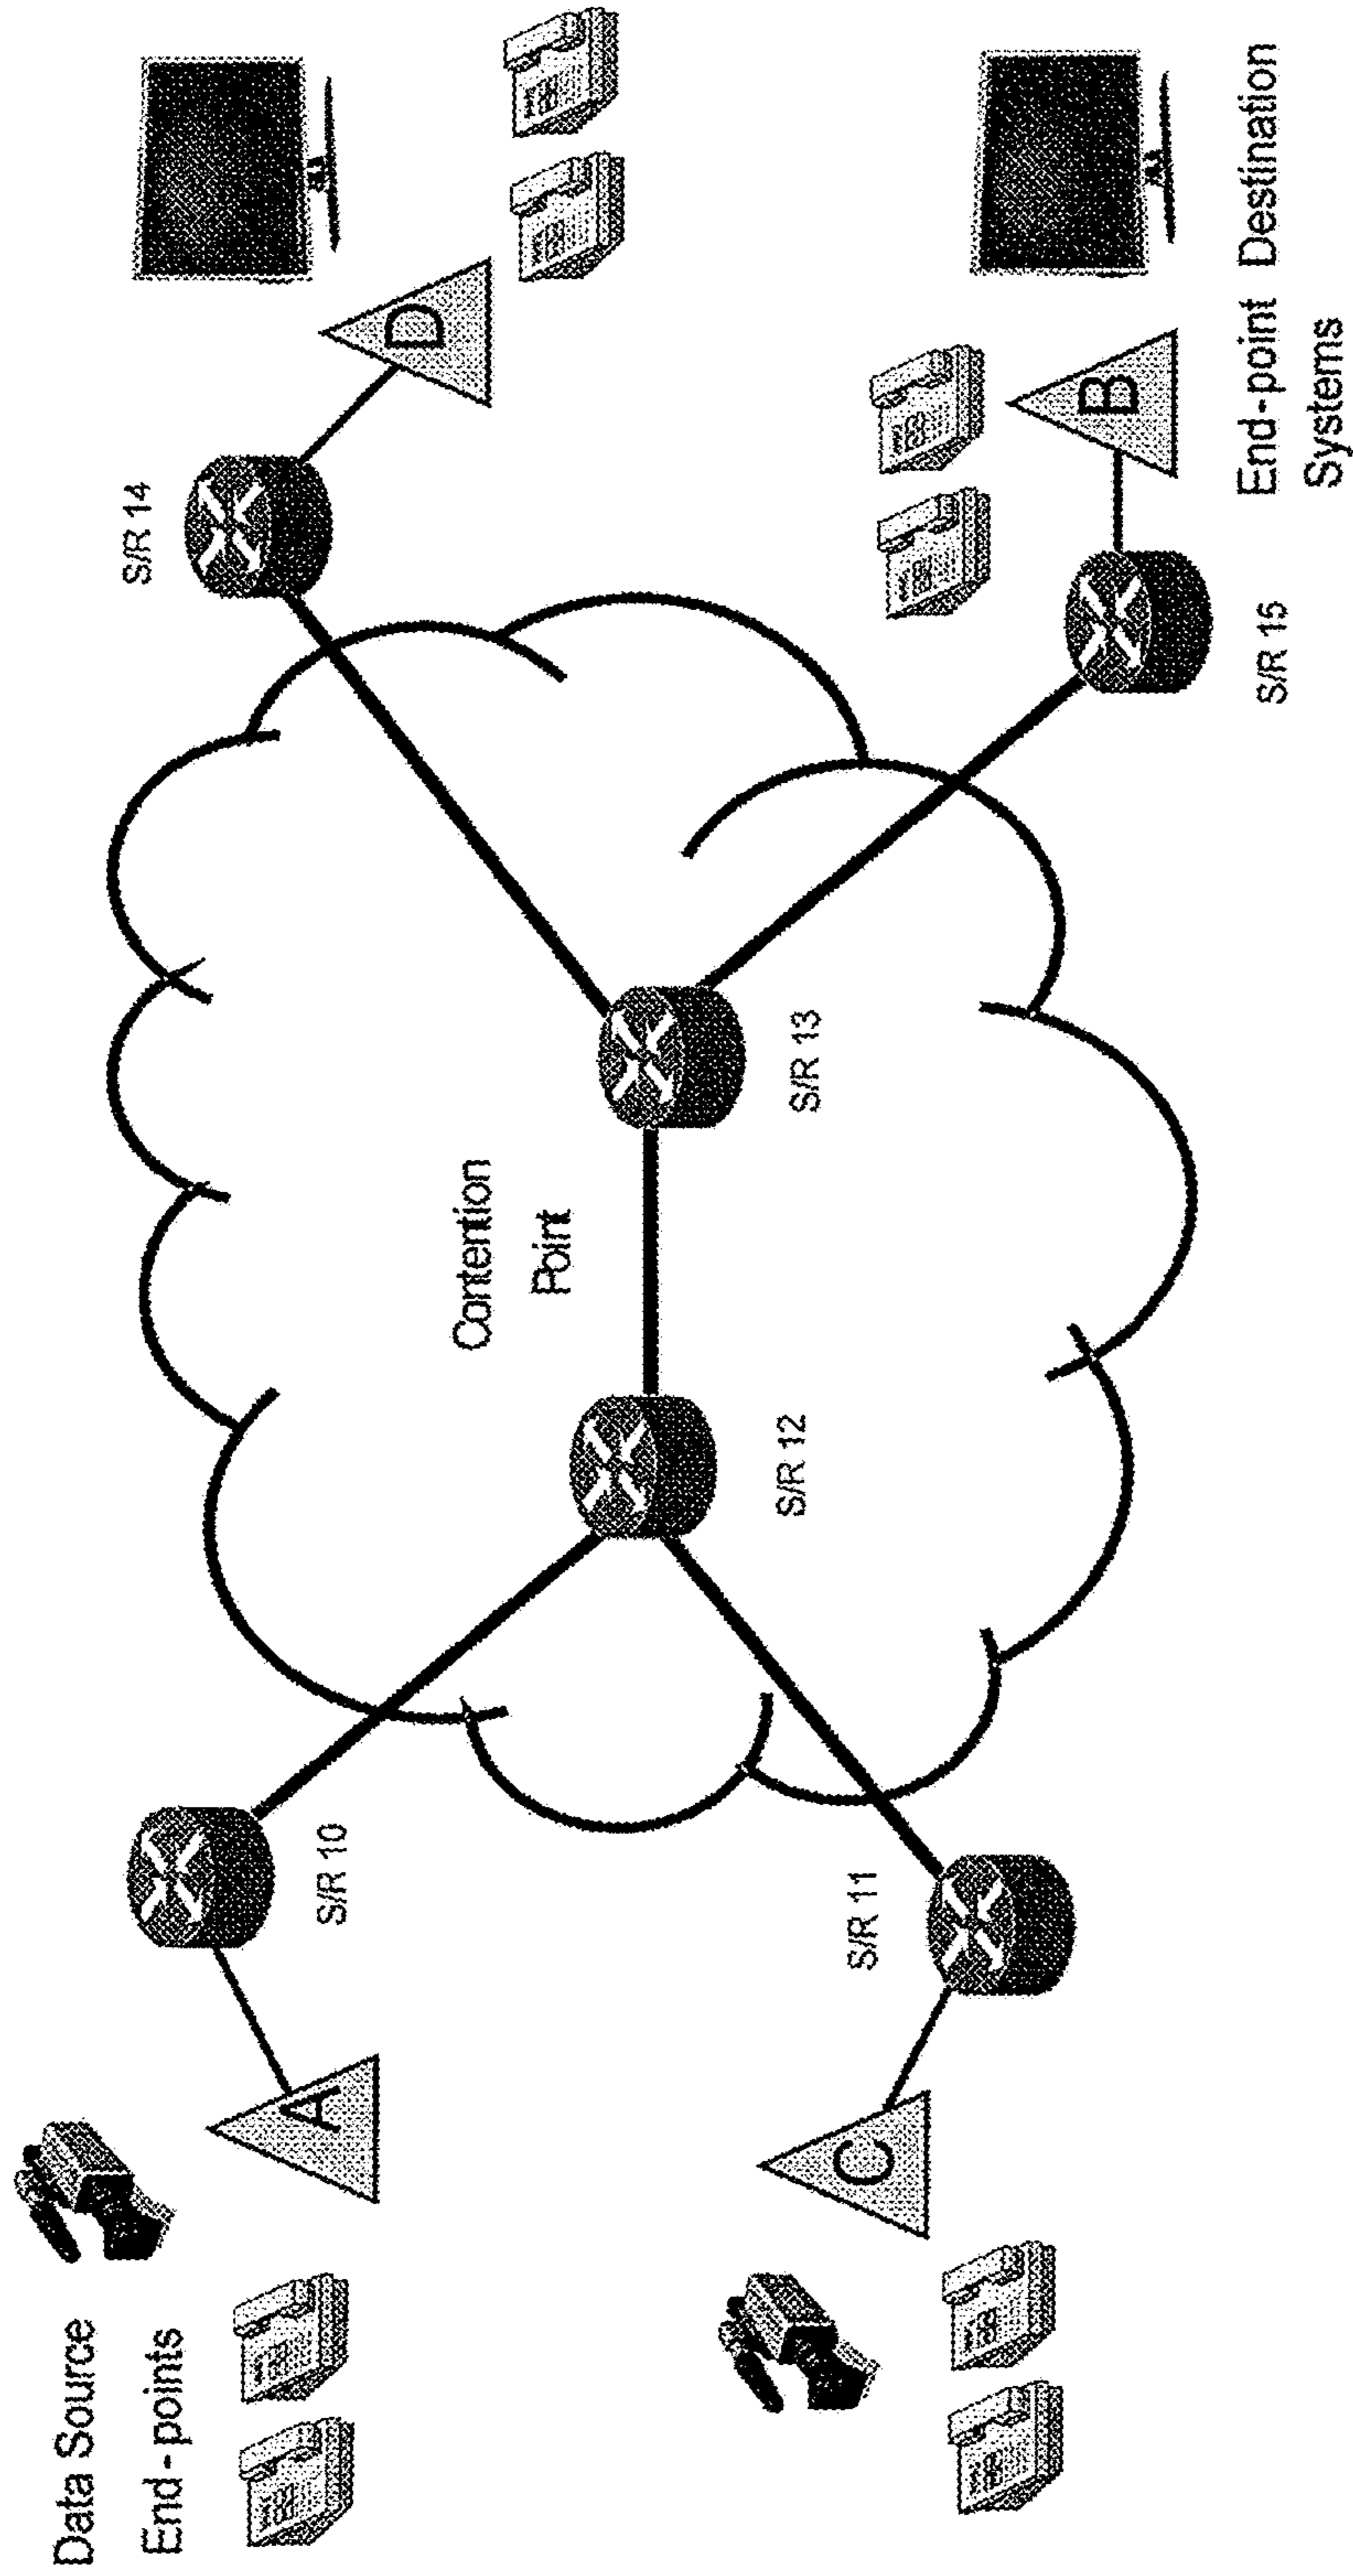 Data Source
End-points
A
S/R 10
C
S/R 11
S/R 12
Contention
Point
S/R 13
S/R 14
D
S/R 15
B
End-point Destination
Systems